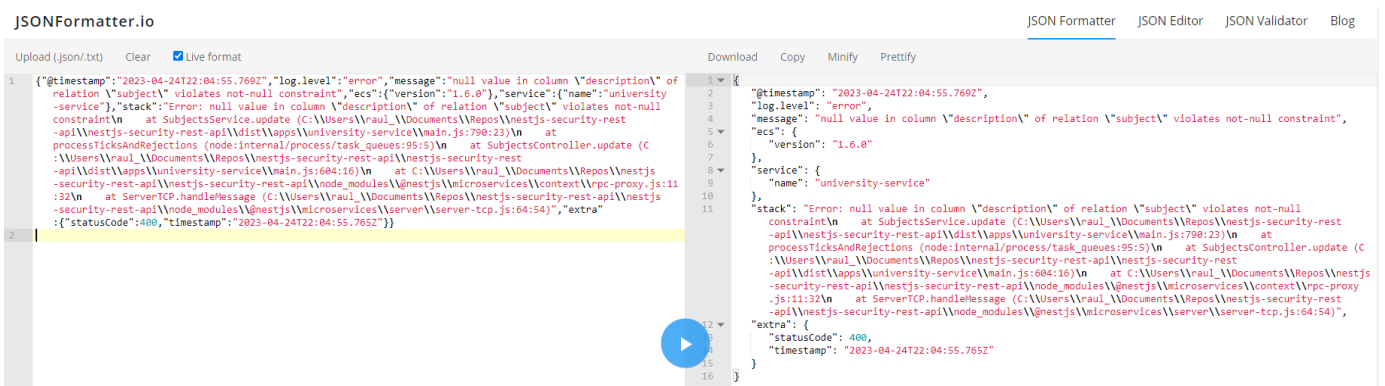 JSONFormatter.io
JSON Formatter JSON Editor JSON Validator Blog
Upload (.json/.txt) Clear Live format
Download Copy Minify Prettify
1 {"@timestamp":"2023-04-24T22:04:55.769Z","log.level":"error","message":"null value in column \"description\" of
relation \"subject\" violates not-null constraint","ecs":{"version":"1.6.0"},"service":{"name":"university
-service"},"stack":"Error: null value in column \"description\" of relation \"subject\" violates not-null
constraint\n    at SubjectsService.update (C:\\Users\\raul_\\Documents\\Repos\\nestjs-security-rest
-api\\nestjs-security-rest-api\\dist\\apps\\university-service\\main.js:790:23)\n    at
processTicksAndRejections (node:internal/process/task_queues:95:5)\n    at SubjectsController.update (C
:\\Users\\raul_\\Documents\\Repos\\nestjs-security-rest-api\\nestjs-security-rest
-api\\dist\\apps\\university-service\\main.js:604:16)\n    at C:\\Users\\raul_\\Documents\\Repos\\nestjs
-security-rest-api\\nestjs-security-rest-api\\node_modules\\@nestjs\\microservices\\context\\rpc-proxy.js:11
:32\n    at ServerTCP.handleMessage (C:\\Users\\raul_\\Documents\\Repos\\nestjs-security-rest-api\\nestjs
-security-rest-api\\node_modules\\@nestjs\\microservices\\server\\server-tcp.js:64:54)","extra"
:{"statusCode":400,"timestamp":"2023-04-24T22:04:55.765Z"}}
2
1 {
2 "@timestamp": "2023-04-24T22:04:55.769Z",
3 "log.level": "error",
4 "message": "null value in column \"description\" of relation \"subject\" violates not-null constraint",
5 "ecs": {
6 "version": "1.6.0"
7 },
8 "service": {
9 "name": "university-service"
10 },
11 "stack": "Error: null value in column \"description\" of relation \"subject\" violates not-null
constraint\n    at SubjectsService.update (C:\\Users\\raul_\\Documents\\Repos\\nestjs-security-rest
-api\\nestjs-security-rest-api\\dist\\apps\\university-service\\main.js:790:23)\n    at
processTicksAndRejections (node:internal/process/task_queues:95:5)\n    at SubjectsController.update (C
:\\Users\\raul_\\Documents\\Repos\\nestjs-security-rest-api\\nestjs-security-rest
-api\\dist\\apps\\university-service\\main.js:604:16)\n    at C:\\Users\\raul_\\Documents\\Repos\\nestjs
-security-rest-api\\nestjs-security-rest-api\\node_modules\\@nestjs\\microservices\\context\\rpc-proxy
.js:11:32\n    at ServerTCP.handleMessage (C:\\Users\\raul_\\Documents\\Repos\\nestjs-security-rest
-api\\nestjs-security-rest-api\\node_modules\\@nestjs\\microservices\\server\\server-tcp.js:64:54)",
12 "extra": {
13 "statusCode": 400,
14 "timestamp": "2023-04-24T22:04:55.765Z"
15 }
16 }